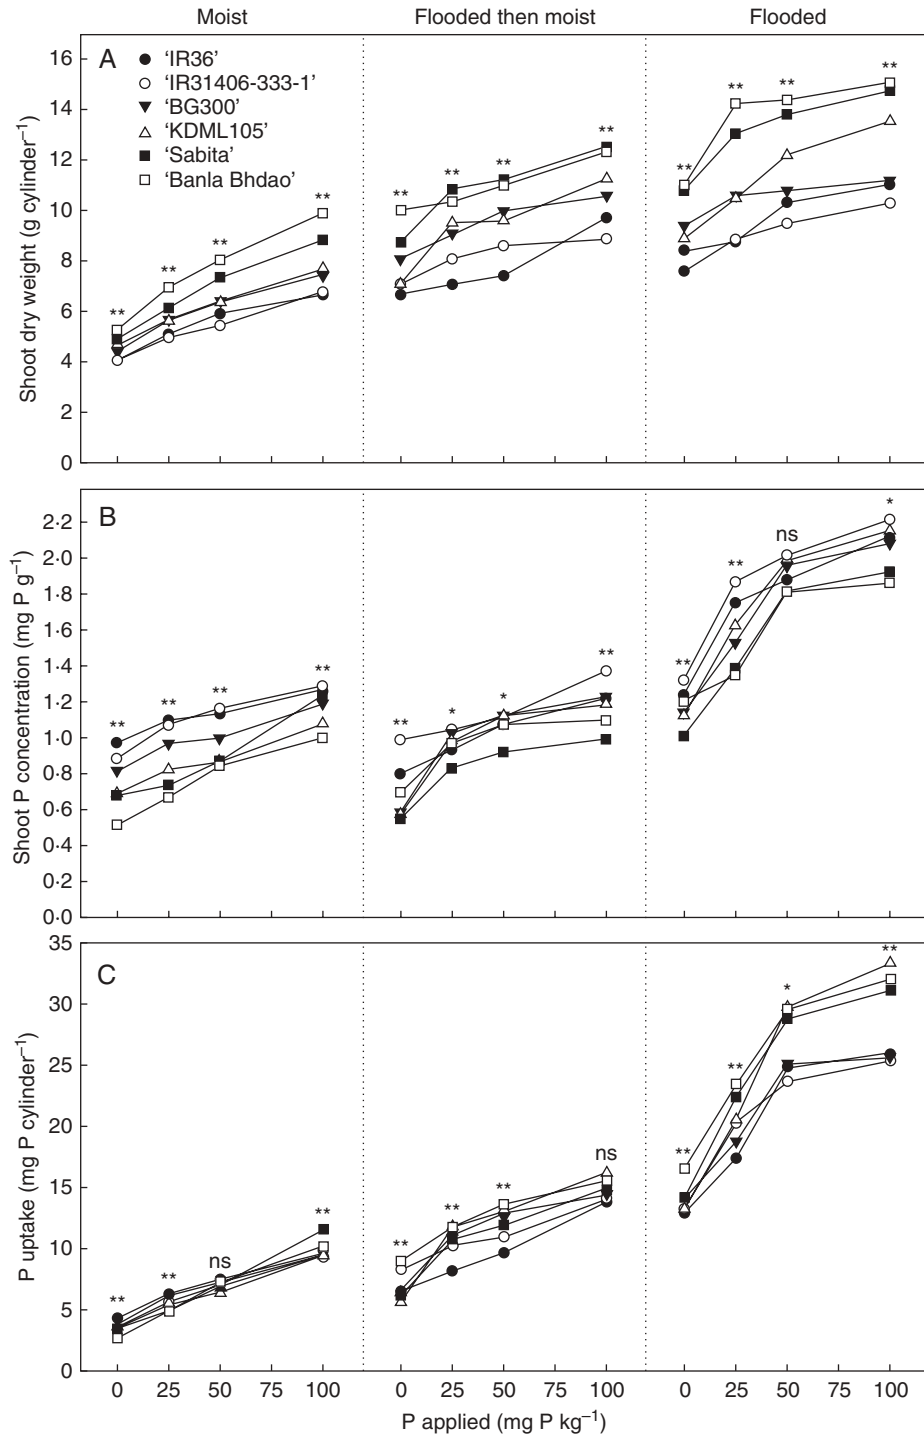 Moist Flooded then moist Flooded
A
'IR36'
'IR31406-333-1'
'BG300'
'KDML105'
'Sabita'
'Banla Bhdao'
16
14
12
10
8
6
4
2
0
Shoot dry weight (g cylinder⁻¹)
** ** ** **
** ** ** **
** ** ** **
B
2·2
2·0
1·8
1·6
1·4
1·2
1·0
0·8
0·6
0·4
0·2
0·0
Shoot P concentration (mg P g⁻¹)
** ** ** **
** * * **
** ** ns *
C
35
30
25
20
15
10
5
0
P uptake (mg P cylinder⁻¹)
** ** ns **
** ** ** ns
** ** * **
0 25 50 75 100 0 25 50 75 100 0 25 50 75 100
P applied (mg P kg⁻¹)